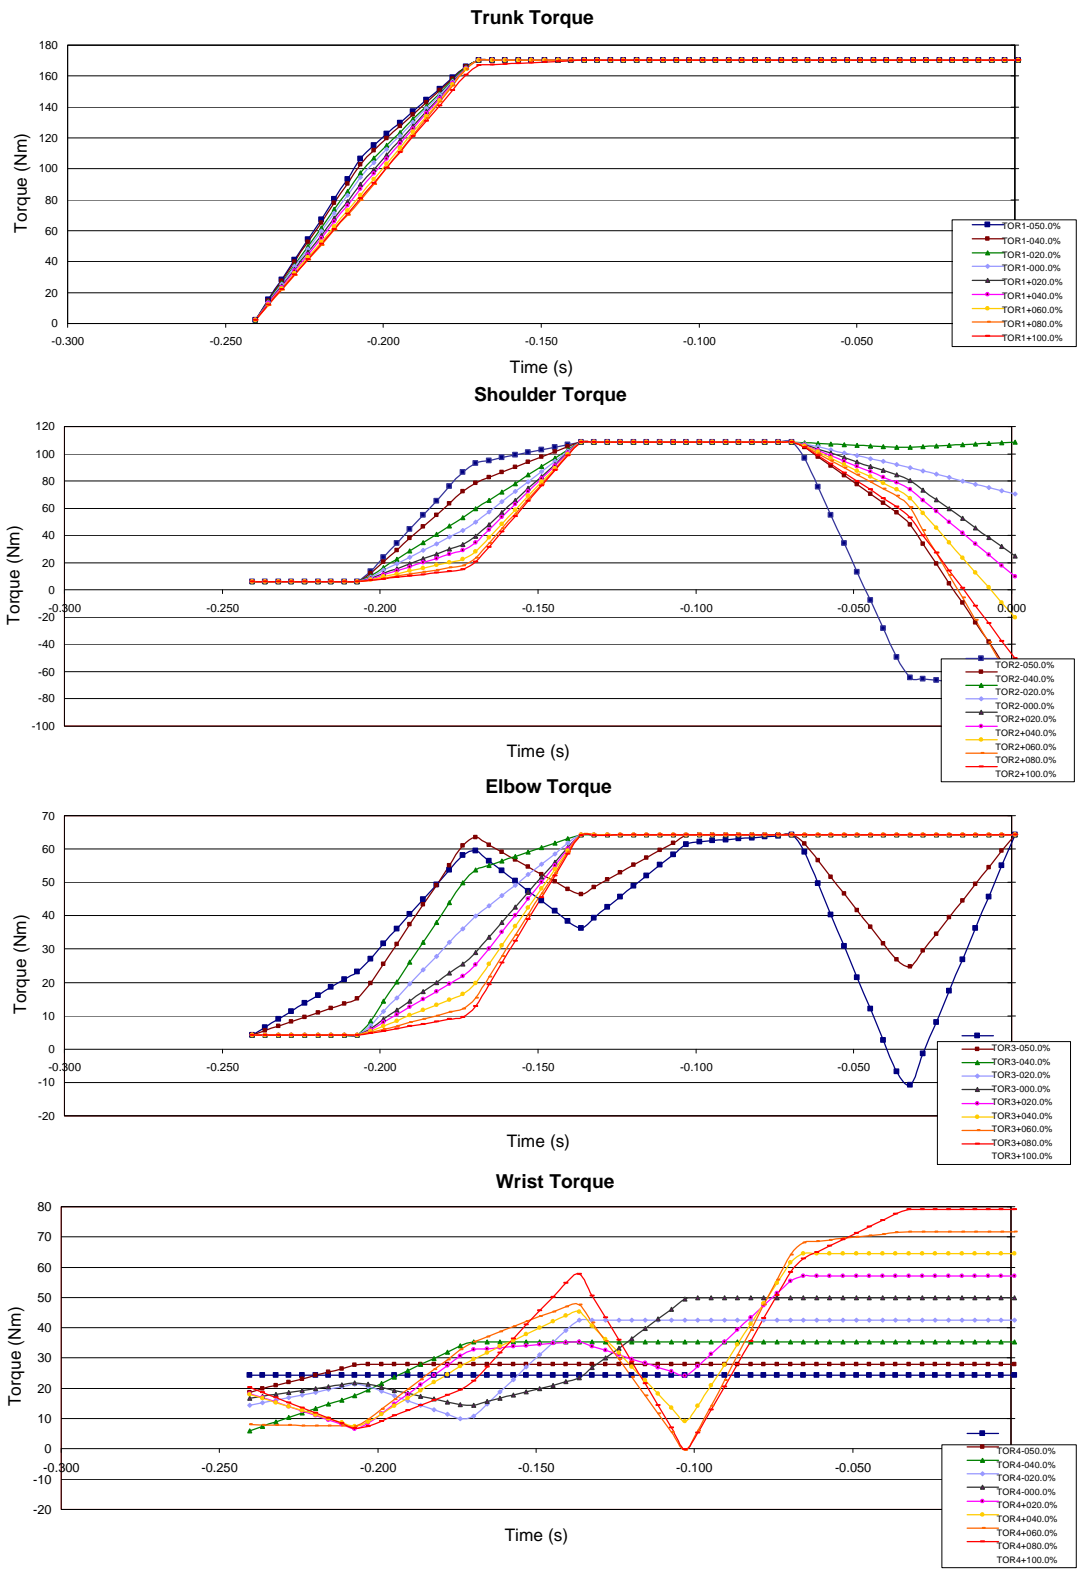 Trunk Torque
180
160
140
120
100
80
60
40
20
0
-0.300 -0.250 -0.200 -0.150 -0.100 -0.050
Torque (Nm)
Time (s)
TOR1-050.0%
TOR1-040.0%
TOR1-020.0%
TOR1-000.0%
TOR1+020.0%
TOR1+040.0%
TOR1+060.0%
TOR1+080.0%
TOR1+100.0%
Shoulder Torque
120
100
80
60
40
20
0
-20
-40
-60
-80
-100
-0.300 -0.250 -0.200 -0.150 -0.100 -0.050 0.000
Torque (Nm)
Time (s)
TOR2-050.0%
TOR2-040.0%
TOR2-020.0%
TOR2-000.0%
TOR2+020.0%
TOR2+040.0%
TOR2+060.0%
TOR2+080.0%
TOR2+100.0%
Elbow Torque
70
60
50
40
30
20
10
0
-10
-20
-0.300 -0.250 -0.200 -0.150 -0.100 -0.050
Torque (Nm)
Time (s)
TOR3-050.0%
TOR3-040.0%
TOR3-020.0%
TOR3-000.0%
TOR3+020.0%
TOR3+040.0%
TOR3+060.0%
TOR3+080.0%
TOR3+100.0%
Wrist Torque
80
70
60
50
40
30
20
10
0
-10
-20
-0.300 -0.250 -0.200 -0.150 -0.100 -0.050
Torque (Nm)
Time (s)
TOR4-050.0%
TOR4-040.0%
TOR4-020.0%
TOR4-000.0%
TOR4+020.0%
TOR4+040.0%
TOR4+060.0%
TOR4+080.0%
TOR4+100.0%